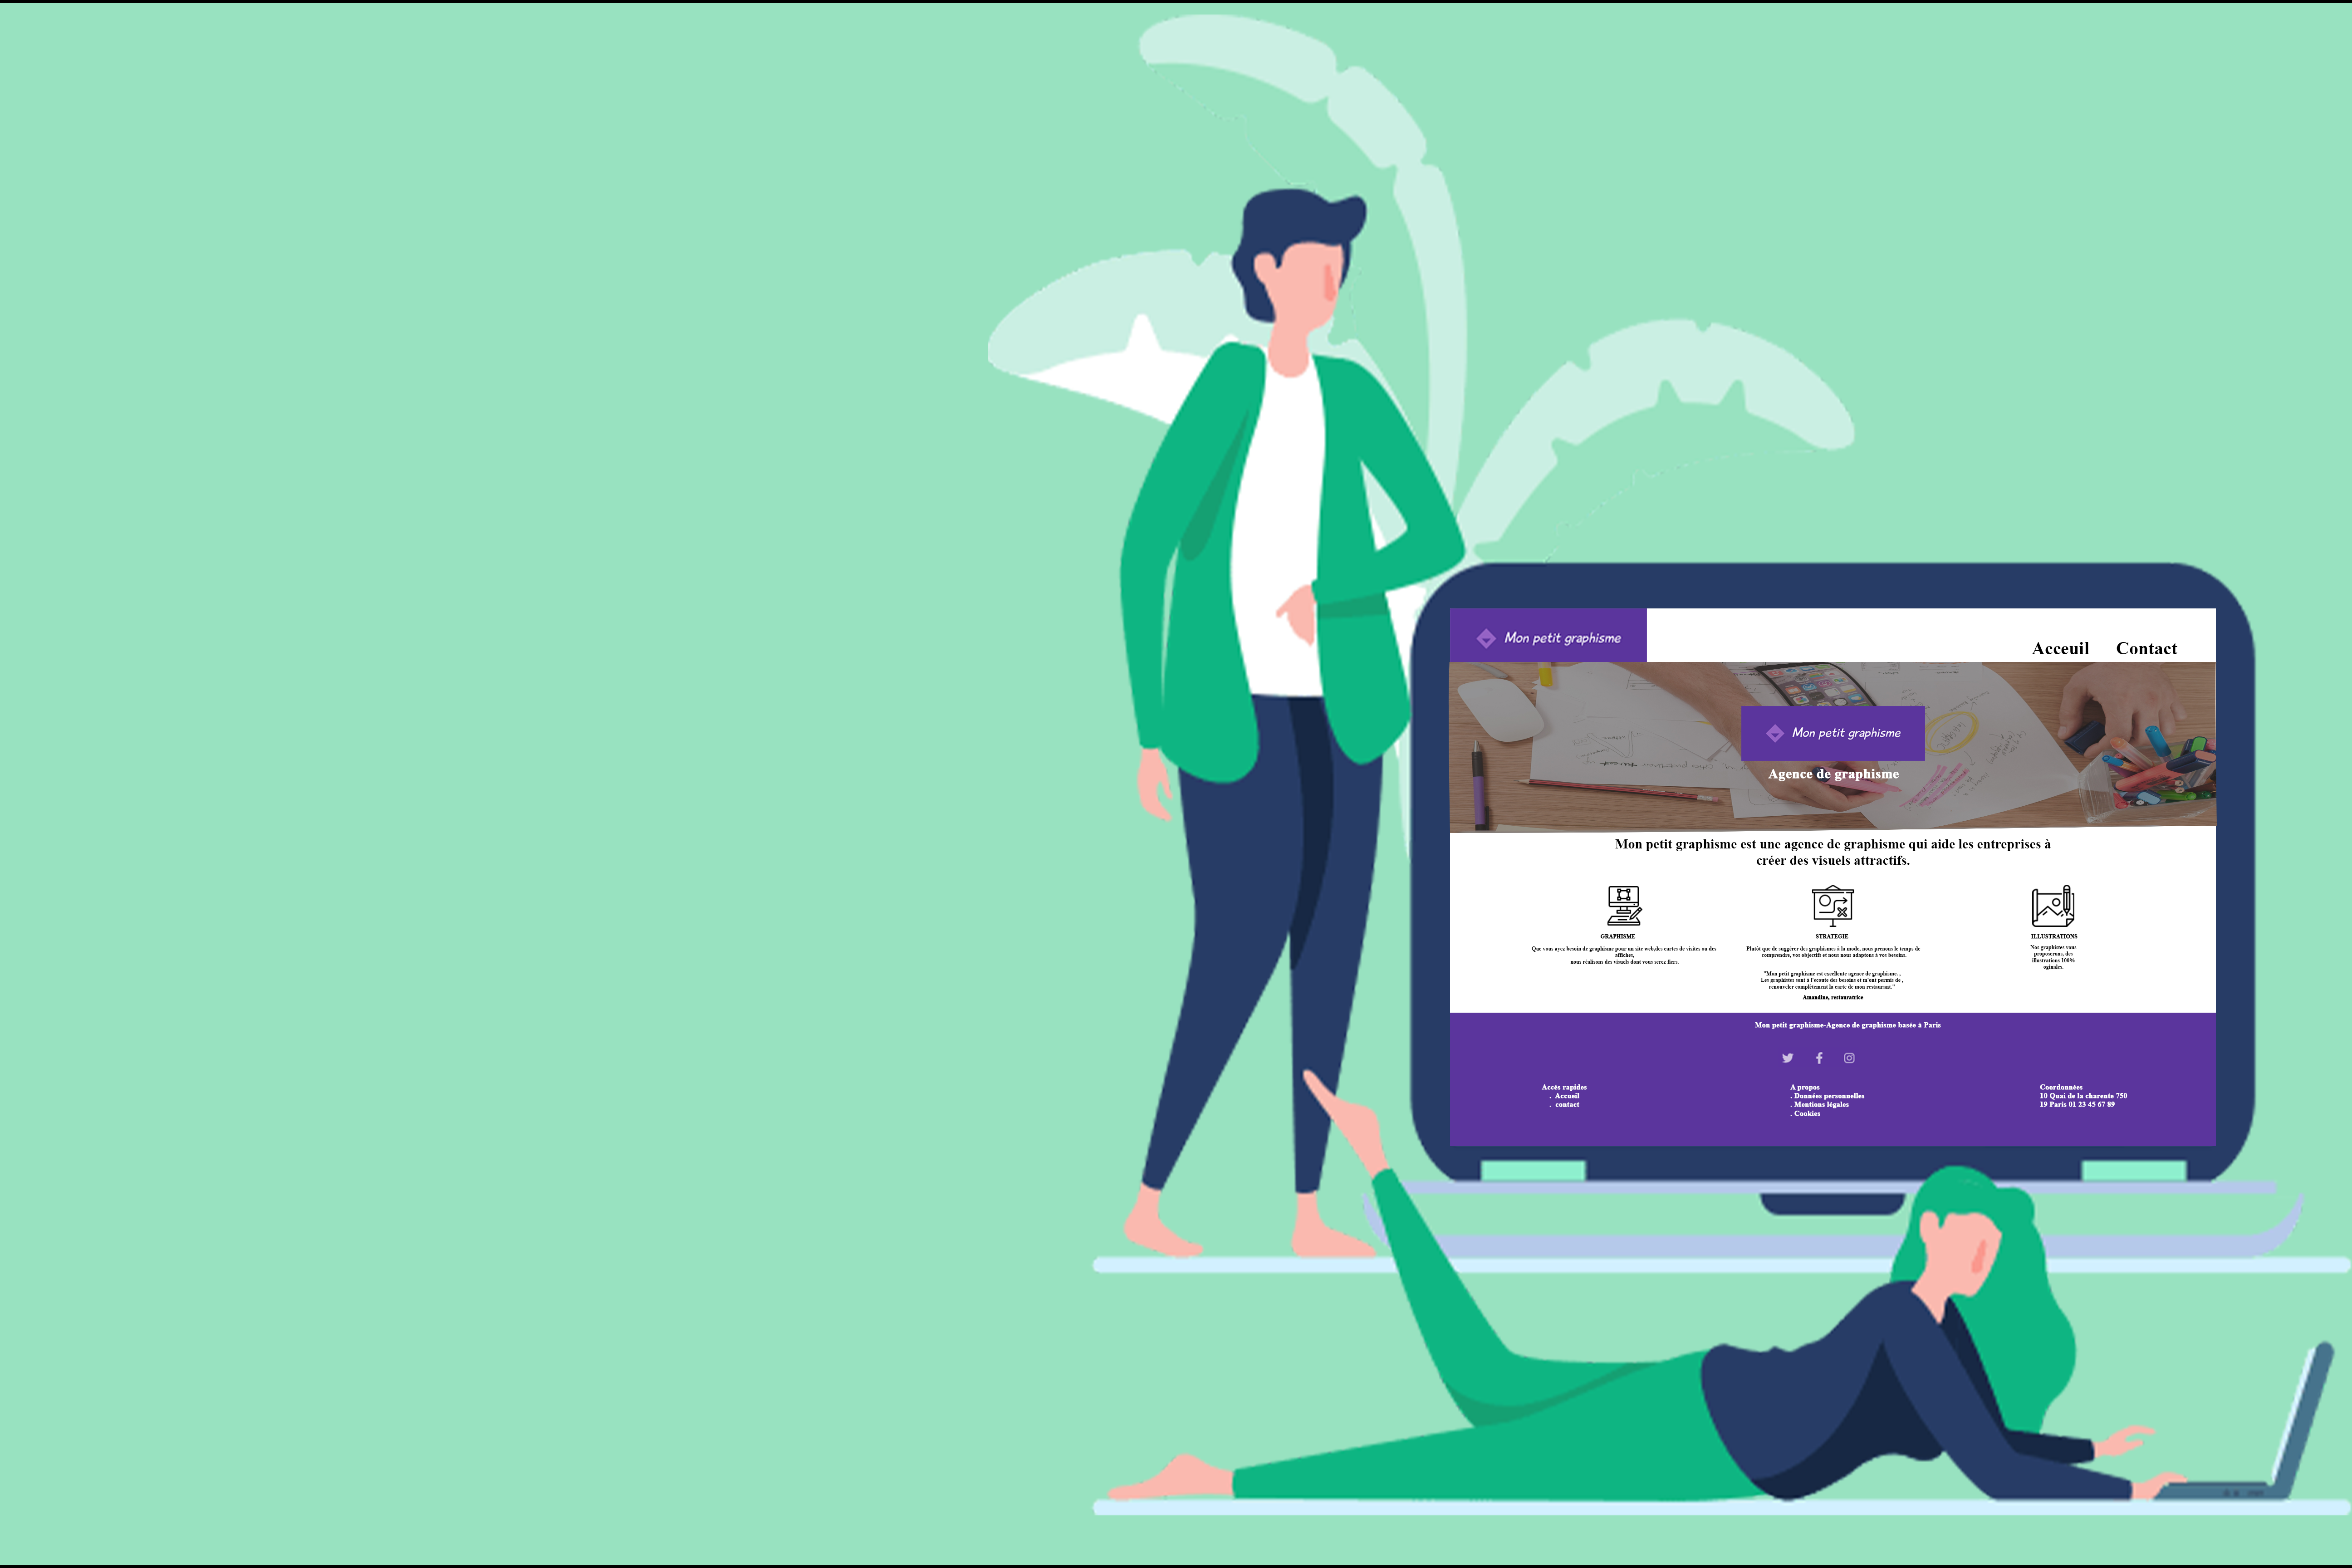 Mon petit graphisme
Acceuil Contact
Mon petit graphisme
Agence de graphisme
Mon petit graphisme est une agence de graphisme qui aide les entreprises à
créer des visuels attractifs.
GRAPHISME
Que vous ayez besoin de graphisme pour un site web,des cartes de visites ou des
affiches,
nous réalisons des visuels dont vous serez fiers.
STRATEGIE
Plutôt que de suggérer des graphismes à la mode, nous prenons le temps de
comprendre, vos objectifs et nous nous adaptons à vos besoins.
"Mon petit graphisme est excellente agence de graphisme. ,
Les graphistes sont à l'écoute des besoins et m'ont permis de ,
renouveler complètement la carte de mon restaurant."
Amandine, restauratrice
ILLUSTRATIONS
Nos graphistes vous
proposerons, des
illustrations 100%
oginales.
Mon petit graphisme-Agence de graphisme basée à Paris
Accès rapides
. Accueil
. contact
A propos
. Données personnelles
. Mentions légales
. Cookies
Coordonnées
10 Quai de la charente 750
19 Paris 01 23 45 67 89